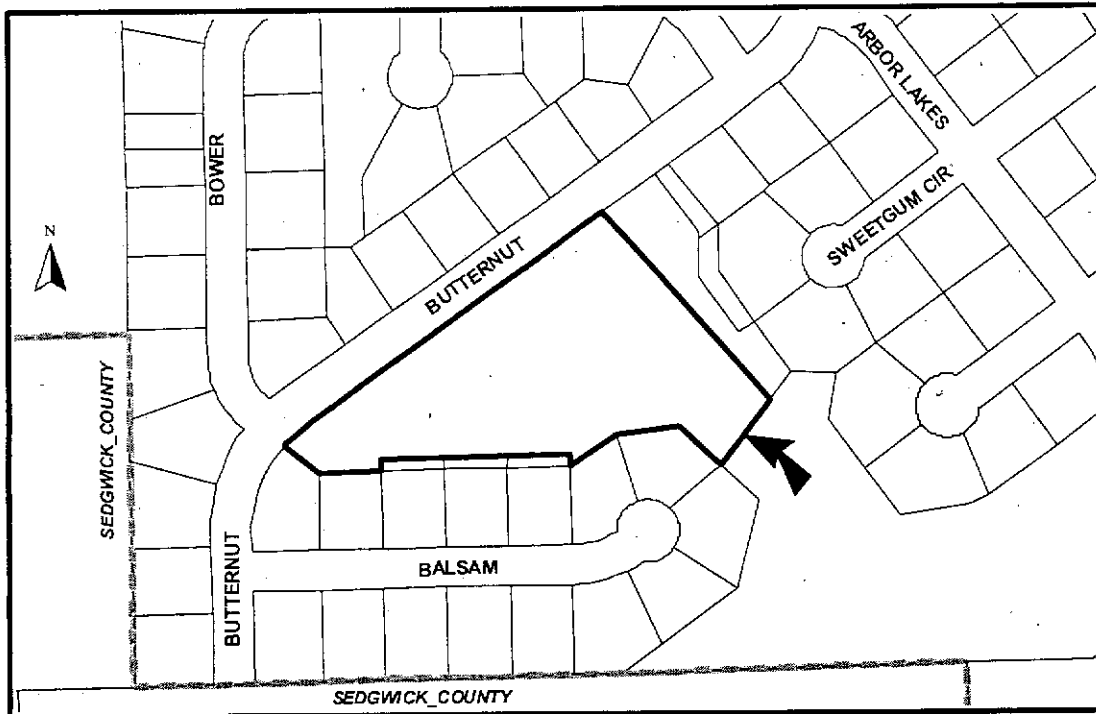 ARBOR LAKES
BOWER
SWEETGUM CIR
N
BUTTERNUT
SEDGWICK_COUNTY
BUTTERNUT
BALSAM
SEDGWICK_COUNTY